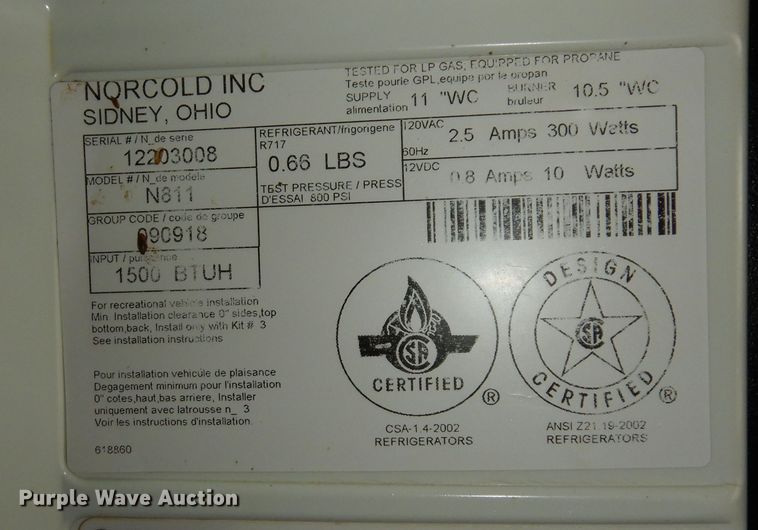 NORCOLD INC
SIDNEY, OHIO
TESTED FOR LP GAS, EQUIPPED FOR PROPANE
Teste pourle GPL,equipe por le propan
SUPPLY 11 "WC BURNER 10.5 "WC
alimentation bruleur
SERIAL # / N_de serie
12203008
MODEL # / N_de modele
N811
GROUP CODE / code de groupe
090918
INPUT / puissance
1500 BTUH
REFRIGERANT/frigorigene
R717
0.66 LBS
TEST PRESSURE / PRESS
D'ESSAI 800 PSI
120VAC 2.5 Amps 300 Watts
60Hz
12VDC 0.8 Amps 10 Watts
For recreational vehicle installation
Min. Installation clearance 0" sides,top
bottom,back, Install only with Kit # 3
See installation instructions
Pour installation vehicule de plaisance
Degagement minimum pour l'installation
0" cotes,haut,bas arriere, Installer
uniquement avec latrousse n_ 3
Voir les instructions d'installation.
618860
CERTIFIED ®
CSA-1.4-2002
REFRIGERATORS
DESIGN
SA
CERTIFIED ®
ANSI Z21.19-2002
REFRIGERATORS
Purple Wave Auction